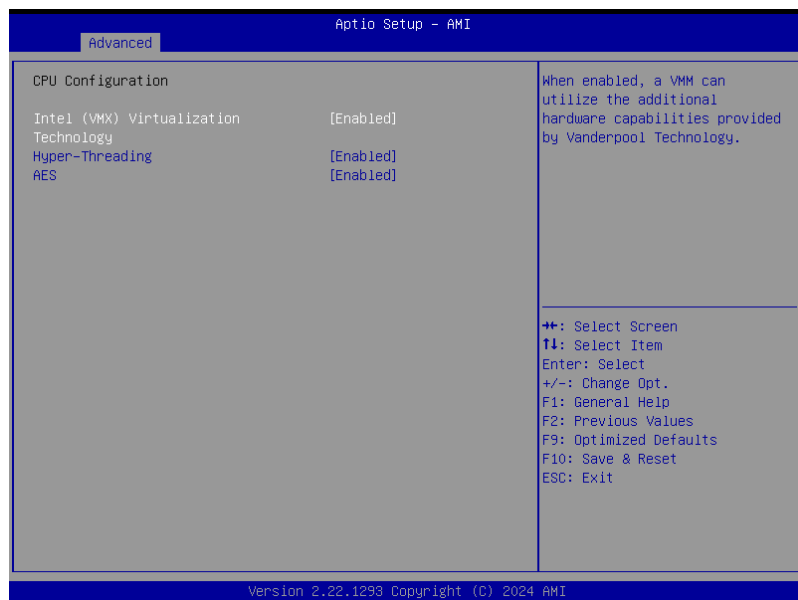 Aptio Setup – AMI
Advanced
CPU Configuration
Intel (VMX) Virtualization Technology [Enabled]
Hyper-Threading [Enabled]
AES [Enabled]
When enabled, a VMM can
utilize the additional
hardware capabilities provided
by Vanderpool Technology.
→←: Select Screen
↑↓: Select Item
Enter: Select
+/-: Change Opt.
F1: General Help
F2: Previous Values
F9: Optimized Defaults
F10: Save & Reset
ESC: Exit
Version 2.22.1293 Copyright (C) 2024 AMI